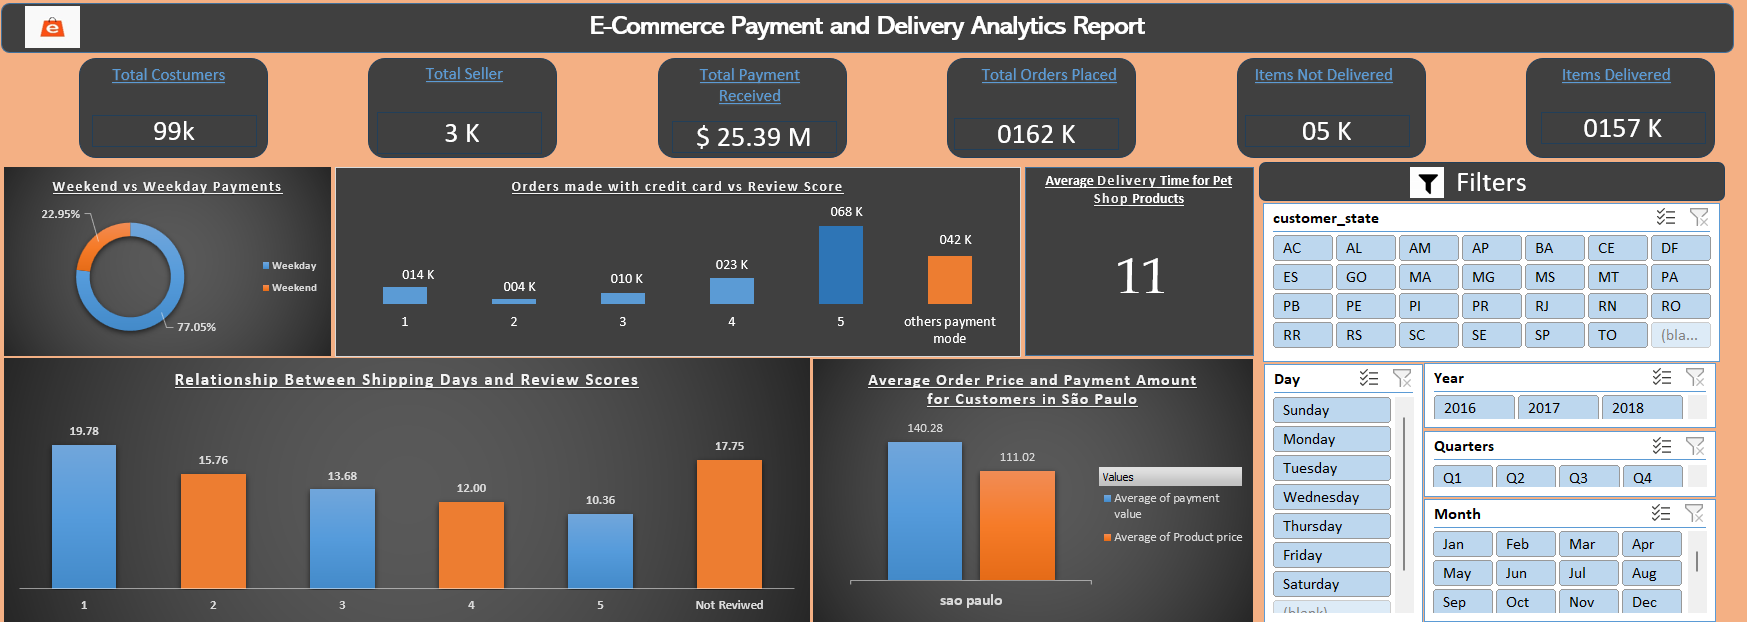 E-Commerce Payment and Delivery Analytics Report
e
Total Costumers
99k
Total Seller
3 K
Total Payment
Received
$ 25.39 M
Total Orders Placed
0162 K
Items Not Delivered
05 K
Items Delivered
0157 K
Weekend vs Weekday Payments
22.95%
77.05%
Weekday
Weekend
Orders made with credit card vs Review Score
014 K
004 K
010 K
023 K
068 K
042 K
1
2
3
4
5
others payment
mode
Average Delivery Time for Pet
Shop Products
11
Relationship Between Shipping Days and Review Scores
19.78
15.76
13.68
12.00
10.36
17.75
1
2
3
4
5
Not Reviwed
Average Order Price and Payment Amount
for Customers in São Paulo
140.28
111.02
sao paulo
Values
Average of payment
value
Average of Product price
Filters
customer_state
AC AL AM AP BA CE DF
ES GO MA MG MS MT PA
PB PE PI PR RJ RN RO
RR RS SC SE SP TO (bla...
Day
Sunday
Monday
Tuesday
Wednesday
Thursday
Friday
Saturday
(blank)
Year
2016 2017 2018
Quarters
Q1 Q2 Q3 Q4
Month
Jan Feb Mar Apr
May Jun Jul Aug
Sep Oct Nov Dec